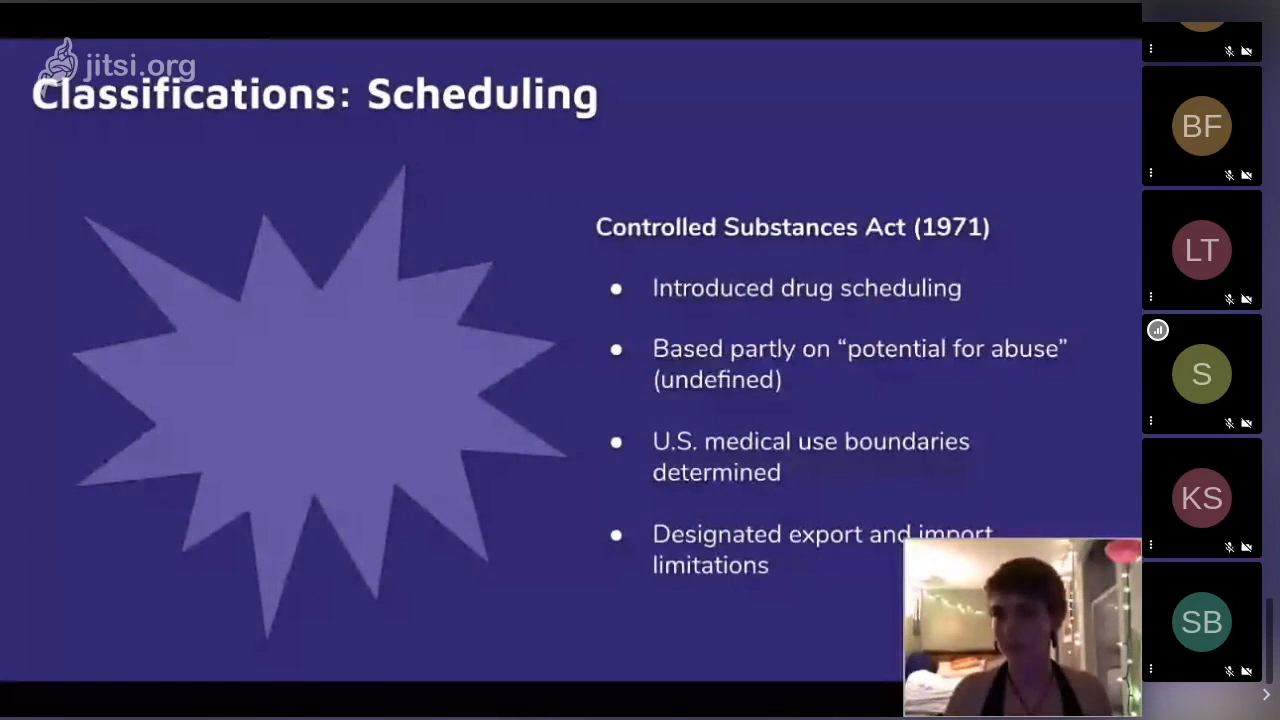 jitsi.org
Classifications: Scheduling
Controlled Substances Act (1971)
● Introduced drug scheduling
● Based partly on “potential for abuse”
(undefined)
● U.S. medical use boundaries
determined
● Designated export and import
limitations
BF
LT
S
KS
SB